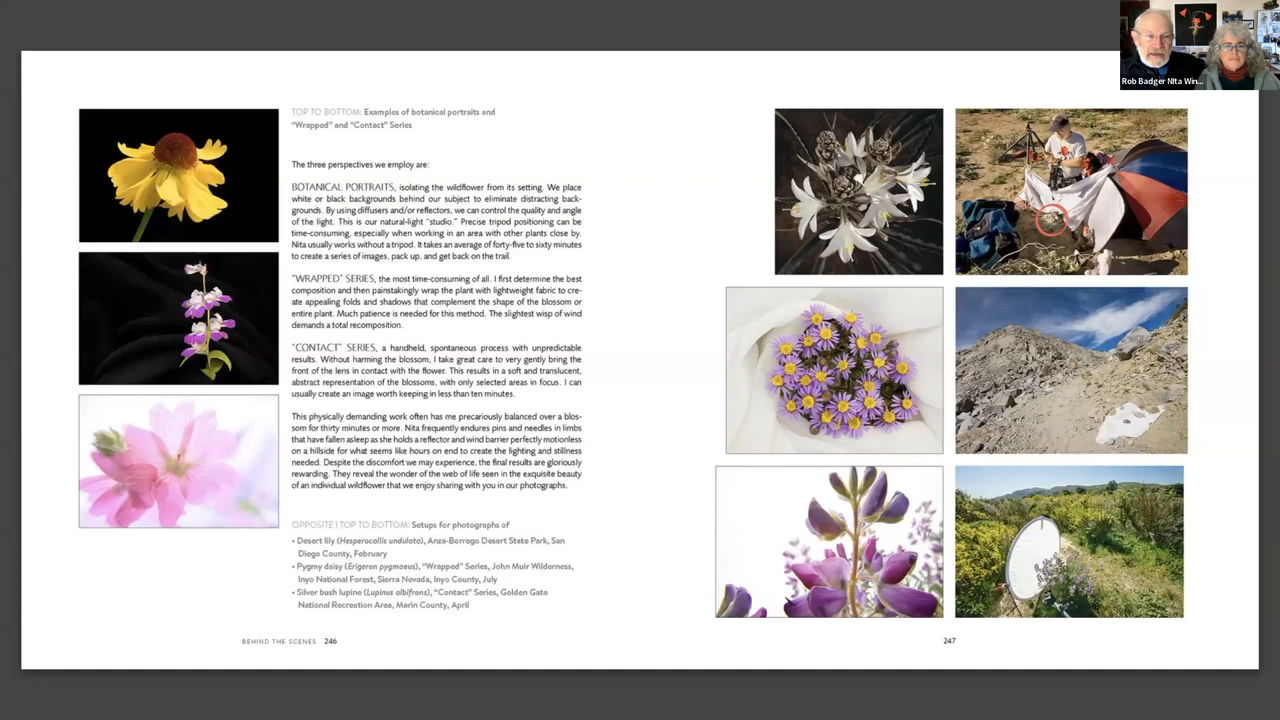 Rob Badger NIta Win...
TOP TO BOTTOM: Examples of botanical portraits and
"Wrapped" and "Contact" Series
The three perspectives we employ are:
BOTANICAL PORTRAITS, isolating the wildflower from its setting. We place
white or black backgrounds behind our subject to eliminate distracting back-
grounds. By using diffusers and/or reflectors, we can control the quality and angle
of the light. This is our natural-light "studio." Precise tripod positioning can be
time-consuming, especially when working in an area with other plants close by.
Nita usually works without a tripod. It takes an average of forty-five to sixty minutes
to create a series of images, pack up, and get back on the trail.
"WRAPPED" SERIES, the most time-consuming of all. I first determine the best
composition and then painstakingly wrap the plant with lightweight fabric to cre-
ate appealing folds and shadows that complement the shape of the blossom or
entire plant. Much patience is needed for this method. The slightest wisp of wind
demands a total recomposition.
"CONTACT" SERIES, a handheld, spontaneous process with unpredictable
results. Without harming the blossom, I take great care to very gently bring the
front of the lens in contact with the flower. This results in a soft and translucent,
abstract representation of the blossoms, with only selected areas in focus. I can
usually create an image worth keeping in less than ten minutes.
This physically demanding work often has me precariously balanced over a blos-
som for thirty minutes or more. Nita frequently endures pins and needles in limbs
that have fallen asleep as she holds a reflector and wind barrier perfectly motionless
on a hillside for what seems like hours on end to create the lighting and stillness
needed. Despite the discomfort we may experience, the final results are gloriously
rewarding. They reveal the wonder of the web of life seen in the exquisite beauty
of an individual wildflower that we enjoy sharing with you in our photographs.
OPPOSITE | TOP TO BOTTOM: Setups for photographs of
• Desert lily (Hesperocallis undulata), Anza-Borrego Desert State Park, San
Diego County, February
• Pygmy daisy (Erigeron pygmaeus), "Wrapped" Series, John Muir Wilderness,
Inyo National Forest, Sierra Nevada, Inyo County, July
• Silver bush lupine (Lupinus albifrons), "Contact" Series, Golden Gate
National Recreation Area, Marin County, April
BEHIND THE SCENES 246
247